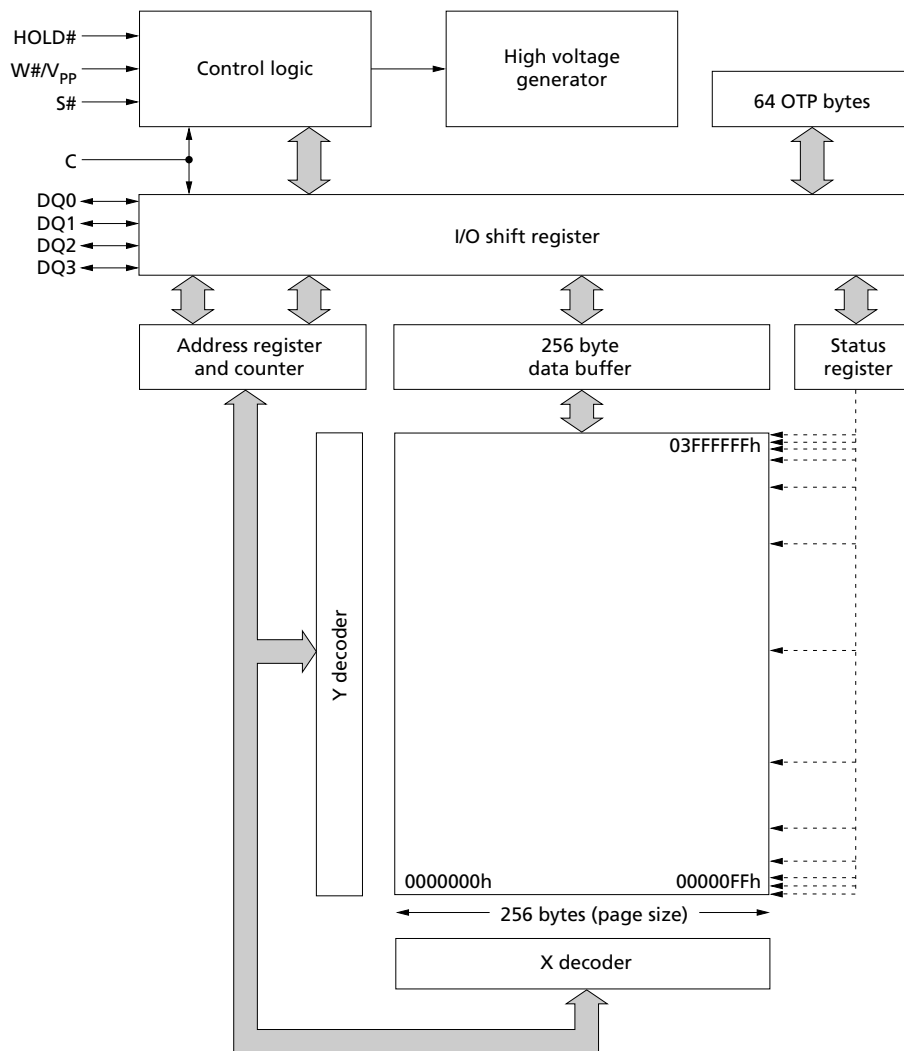 HOLD#
W#/VPP
S#
Control logic
High voltage
generator
64 OTP bytes
C
DQ0
DQ1
DQ2
DQ3
I/O shift register
Address register
and counter
256 byte
data buffer
Status
register
03FFFFFFh
Y decoder
0000000h
00000FFh
256 bytes (page size)
X decoder